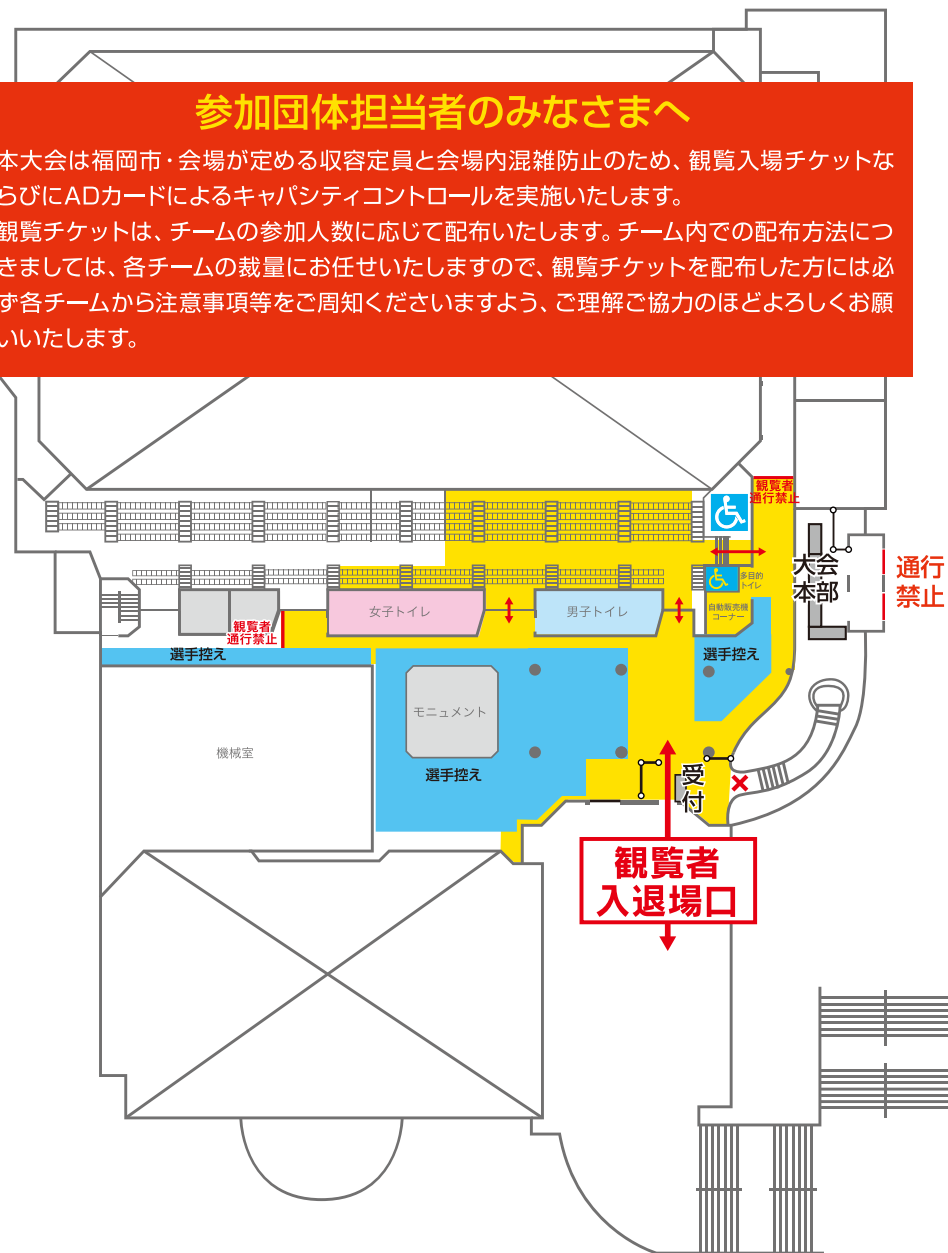 参加団体担当者のみなさまへ
本大会は福岡市・会場が定める収容定員と会場内混雑防止のため、観覧入場チケットな
らびにADカードによるキャパシティコントロールを実施いたします。
観覧チケットは、チームの参加人数に応じて配布いたします。チーム内での配布方法につ
きましては、各チームの裁量にお任せいたしますので、観覧チケットを配布した方には必
ず各チームから注意事項等をご周知くださいますよう、ご理解ご協力のほどよろしくお願
いいたします。
観覧者
通行禁止
大会
本部
通行
禁止
多目的
トイレ
自動販売機
コーナー
女子トイレ
男子トイレ
観覧者
通行禁止
選手控え
選手控え
モニュメント
機械室
選手控え
受
付
観覧者
入退場口